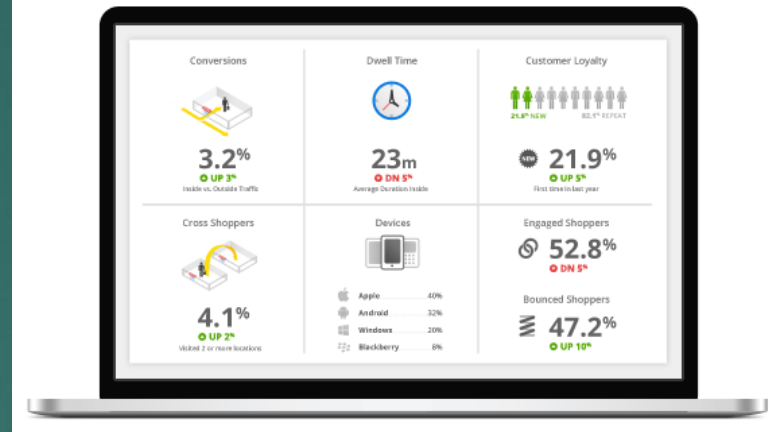 Conversions
3.2%
UP 3%
Inside vs. Outside Traffic
Dwell Time
23m
DN 5%
Average Duration Inside
Customer Loyalty
21.8% NEW
82.1% REPEAT
NEW
21.9%
UP 5%
First time in last year
Cross Shoppers
4.1%
UP 2%
Visited 2 or more locations
Devices
Apple 40%
Android 32%
Windows 20%
Blackberry 8%
Engaged Shoppers
52.8%
DN 5%
Bounced Shoppers
47.2%
UP 10%